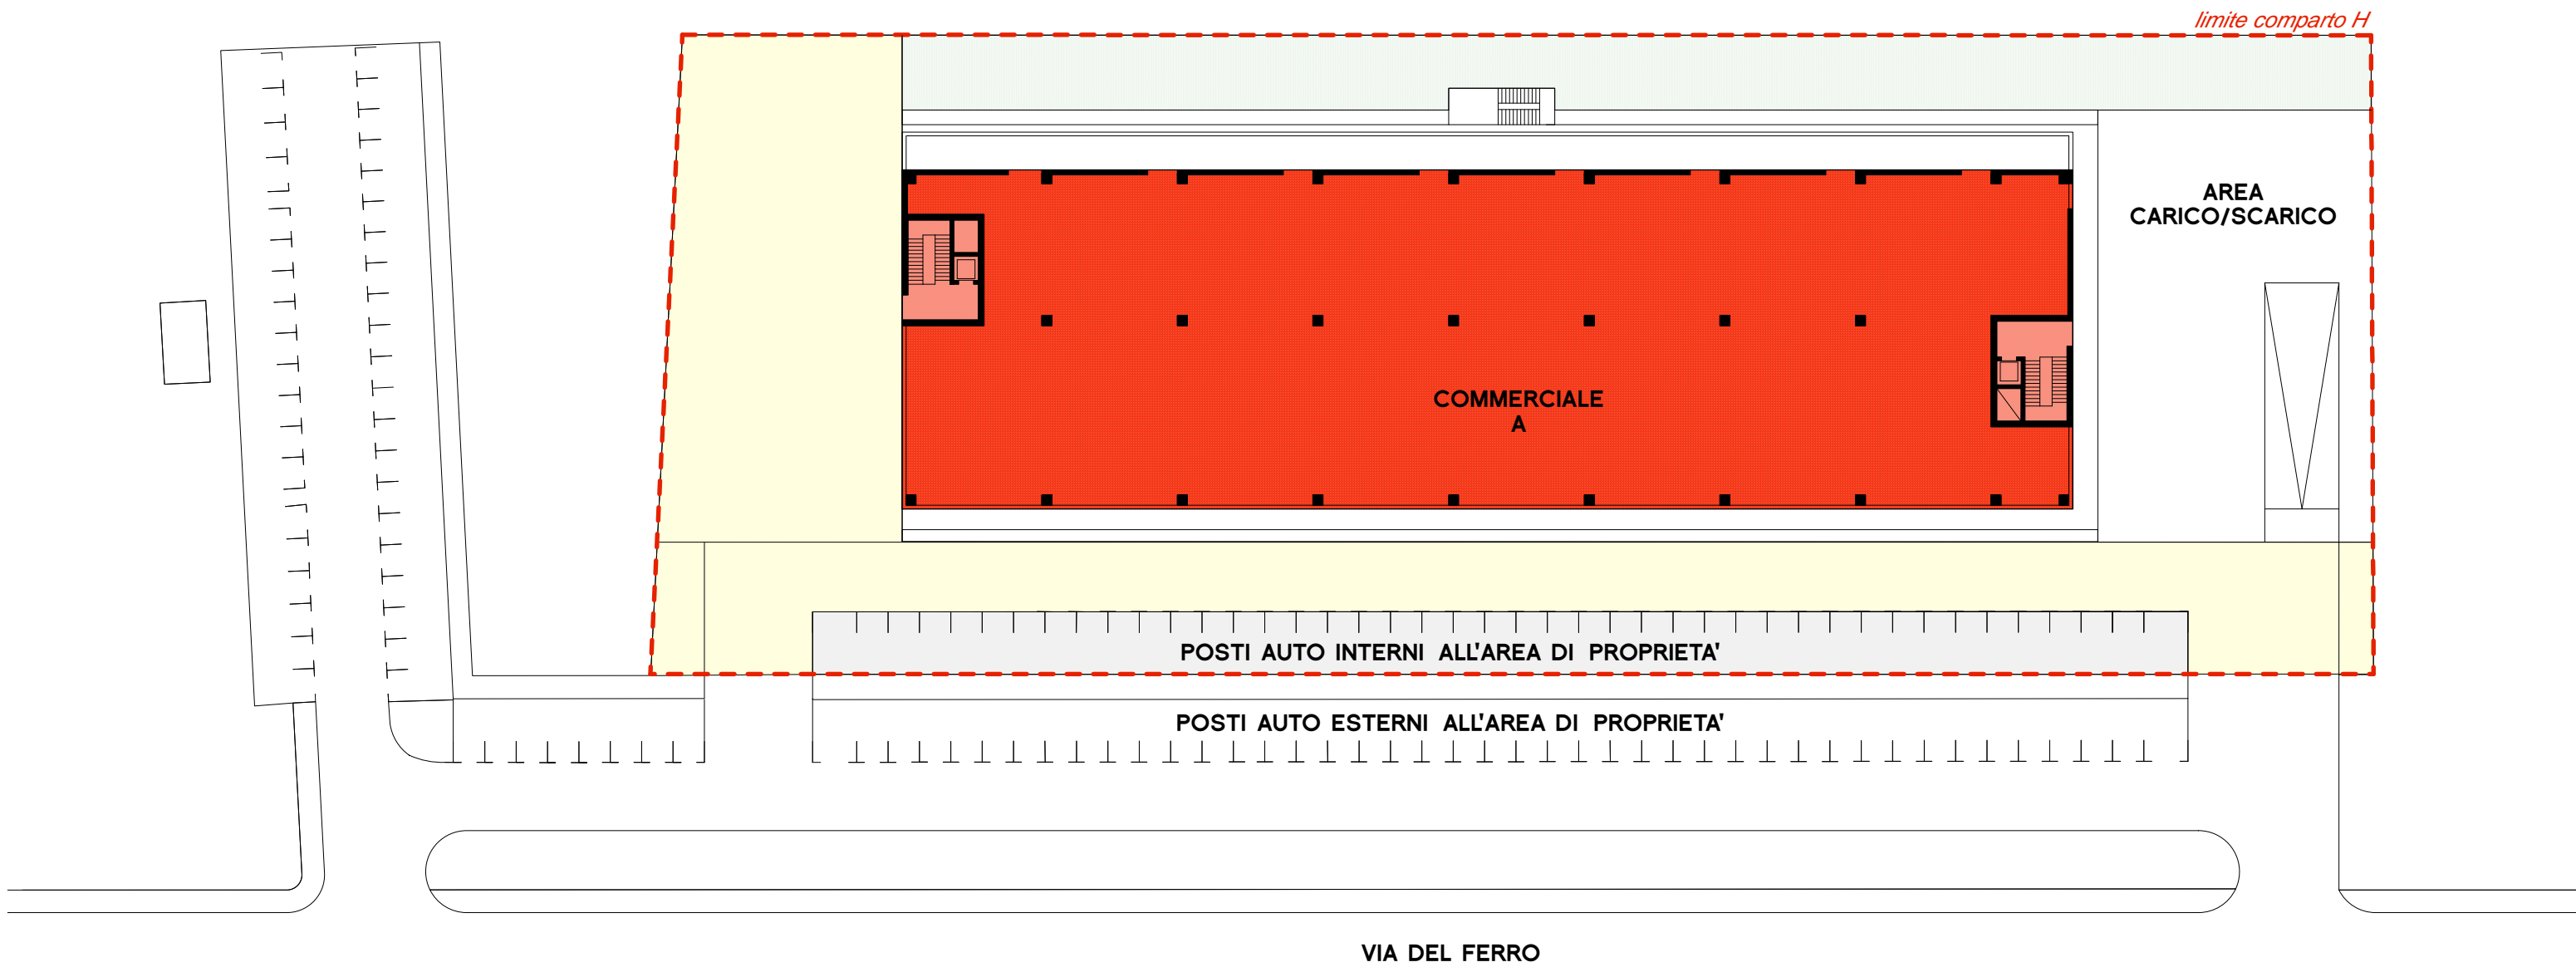 limite comparto H
AREA
CARICO/SCARICO
COMMERCIALE
A
POSTI AUTO INTERNI ALL'AREA DI PROPRIETA'
POSTI AUTO ESTERNI ALL'AREA DI PROPRIETA'
VIA DEL FERRO